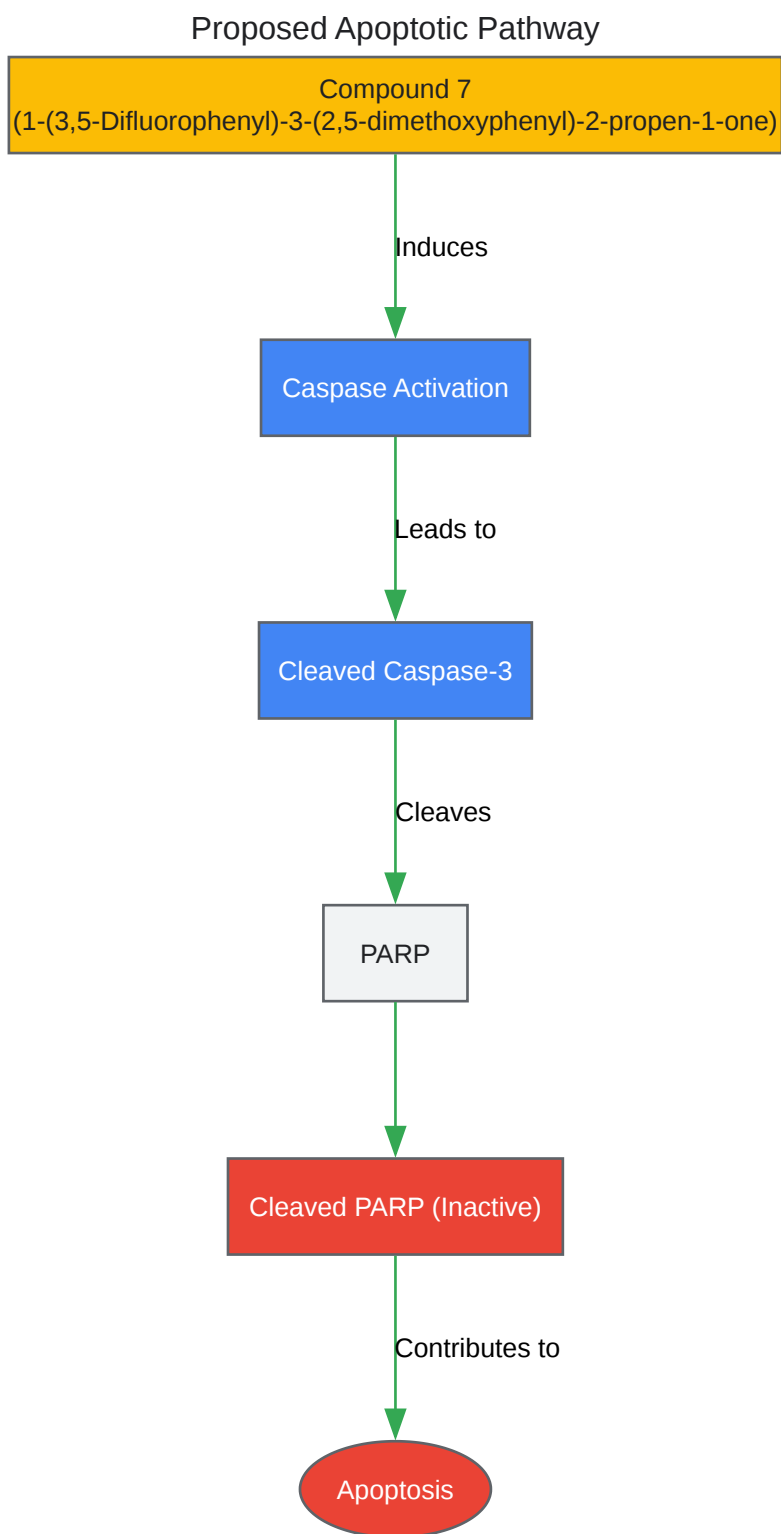 Proposed Apoptotic Pathway
Compound 7
(1-(3,5-Difluorophenyl)-3-(2,5-dimethoxyphenyl)-2-propen-1-one)
Induces
Caspase Activation
Leads to
Cleaved Caspase-3
Cleaves
PARP
Cleaved PARP (Inactive)
Contributes to
Apoptosis